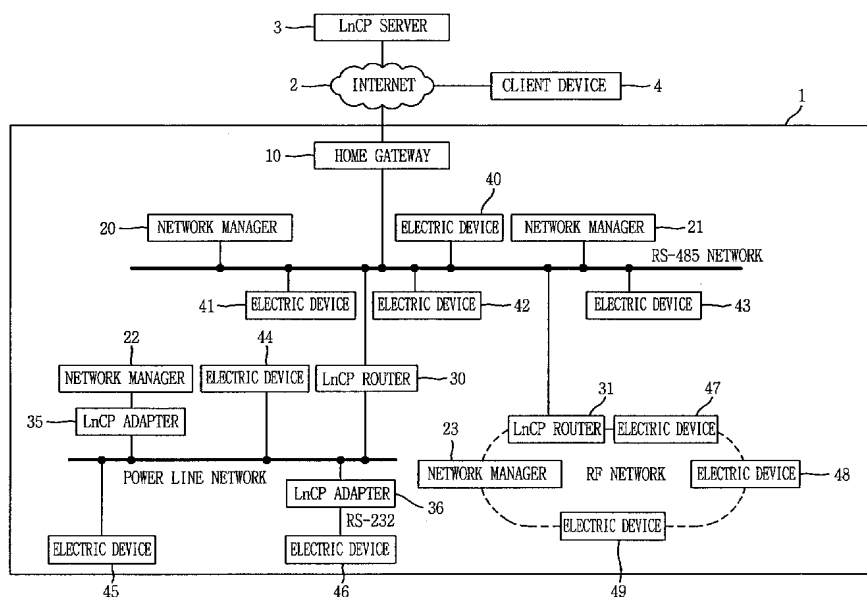 3 LnCP SERVER
2 INTERNET CLIENT DEVICE 4
1
10 HOME GATEWAY
40
20 NETWORK MANAGER ELECTRIC DEVICE NETWORK MANAGER 21
RS-485 NETWORK
41 ELECTRIC DEVICE ELECTRIC DEVICE 42 ELECTRIC DEVICE 43
22 44
NETWORK MANAGER ELECTRIC DEVICE LnCP ROUTER 30
31 47
35 LnCP ADAPTER 23 LnCP ROUTER ELECTRIC DEVICE
POWER LINE NETWORK NETWORK MANAGER RF NETWORK ELECTRIC DEVICE 48
LnCP ADAPTER 36
RS-232
ELECTRIC DEVICE
ELECTRIC DEVICE ELECTRIC DEVICE
45 46 49